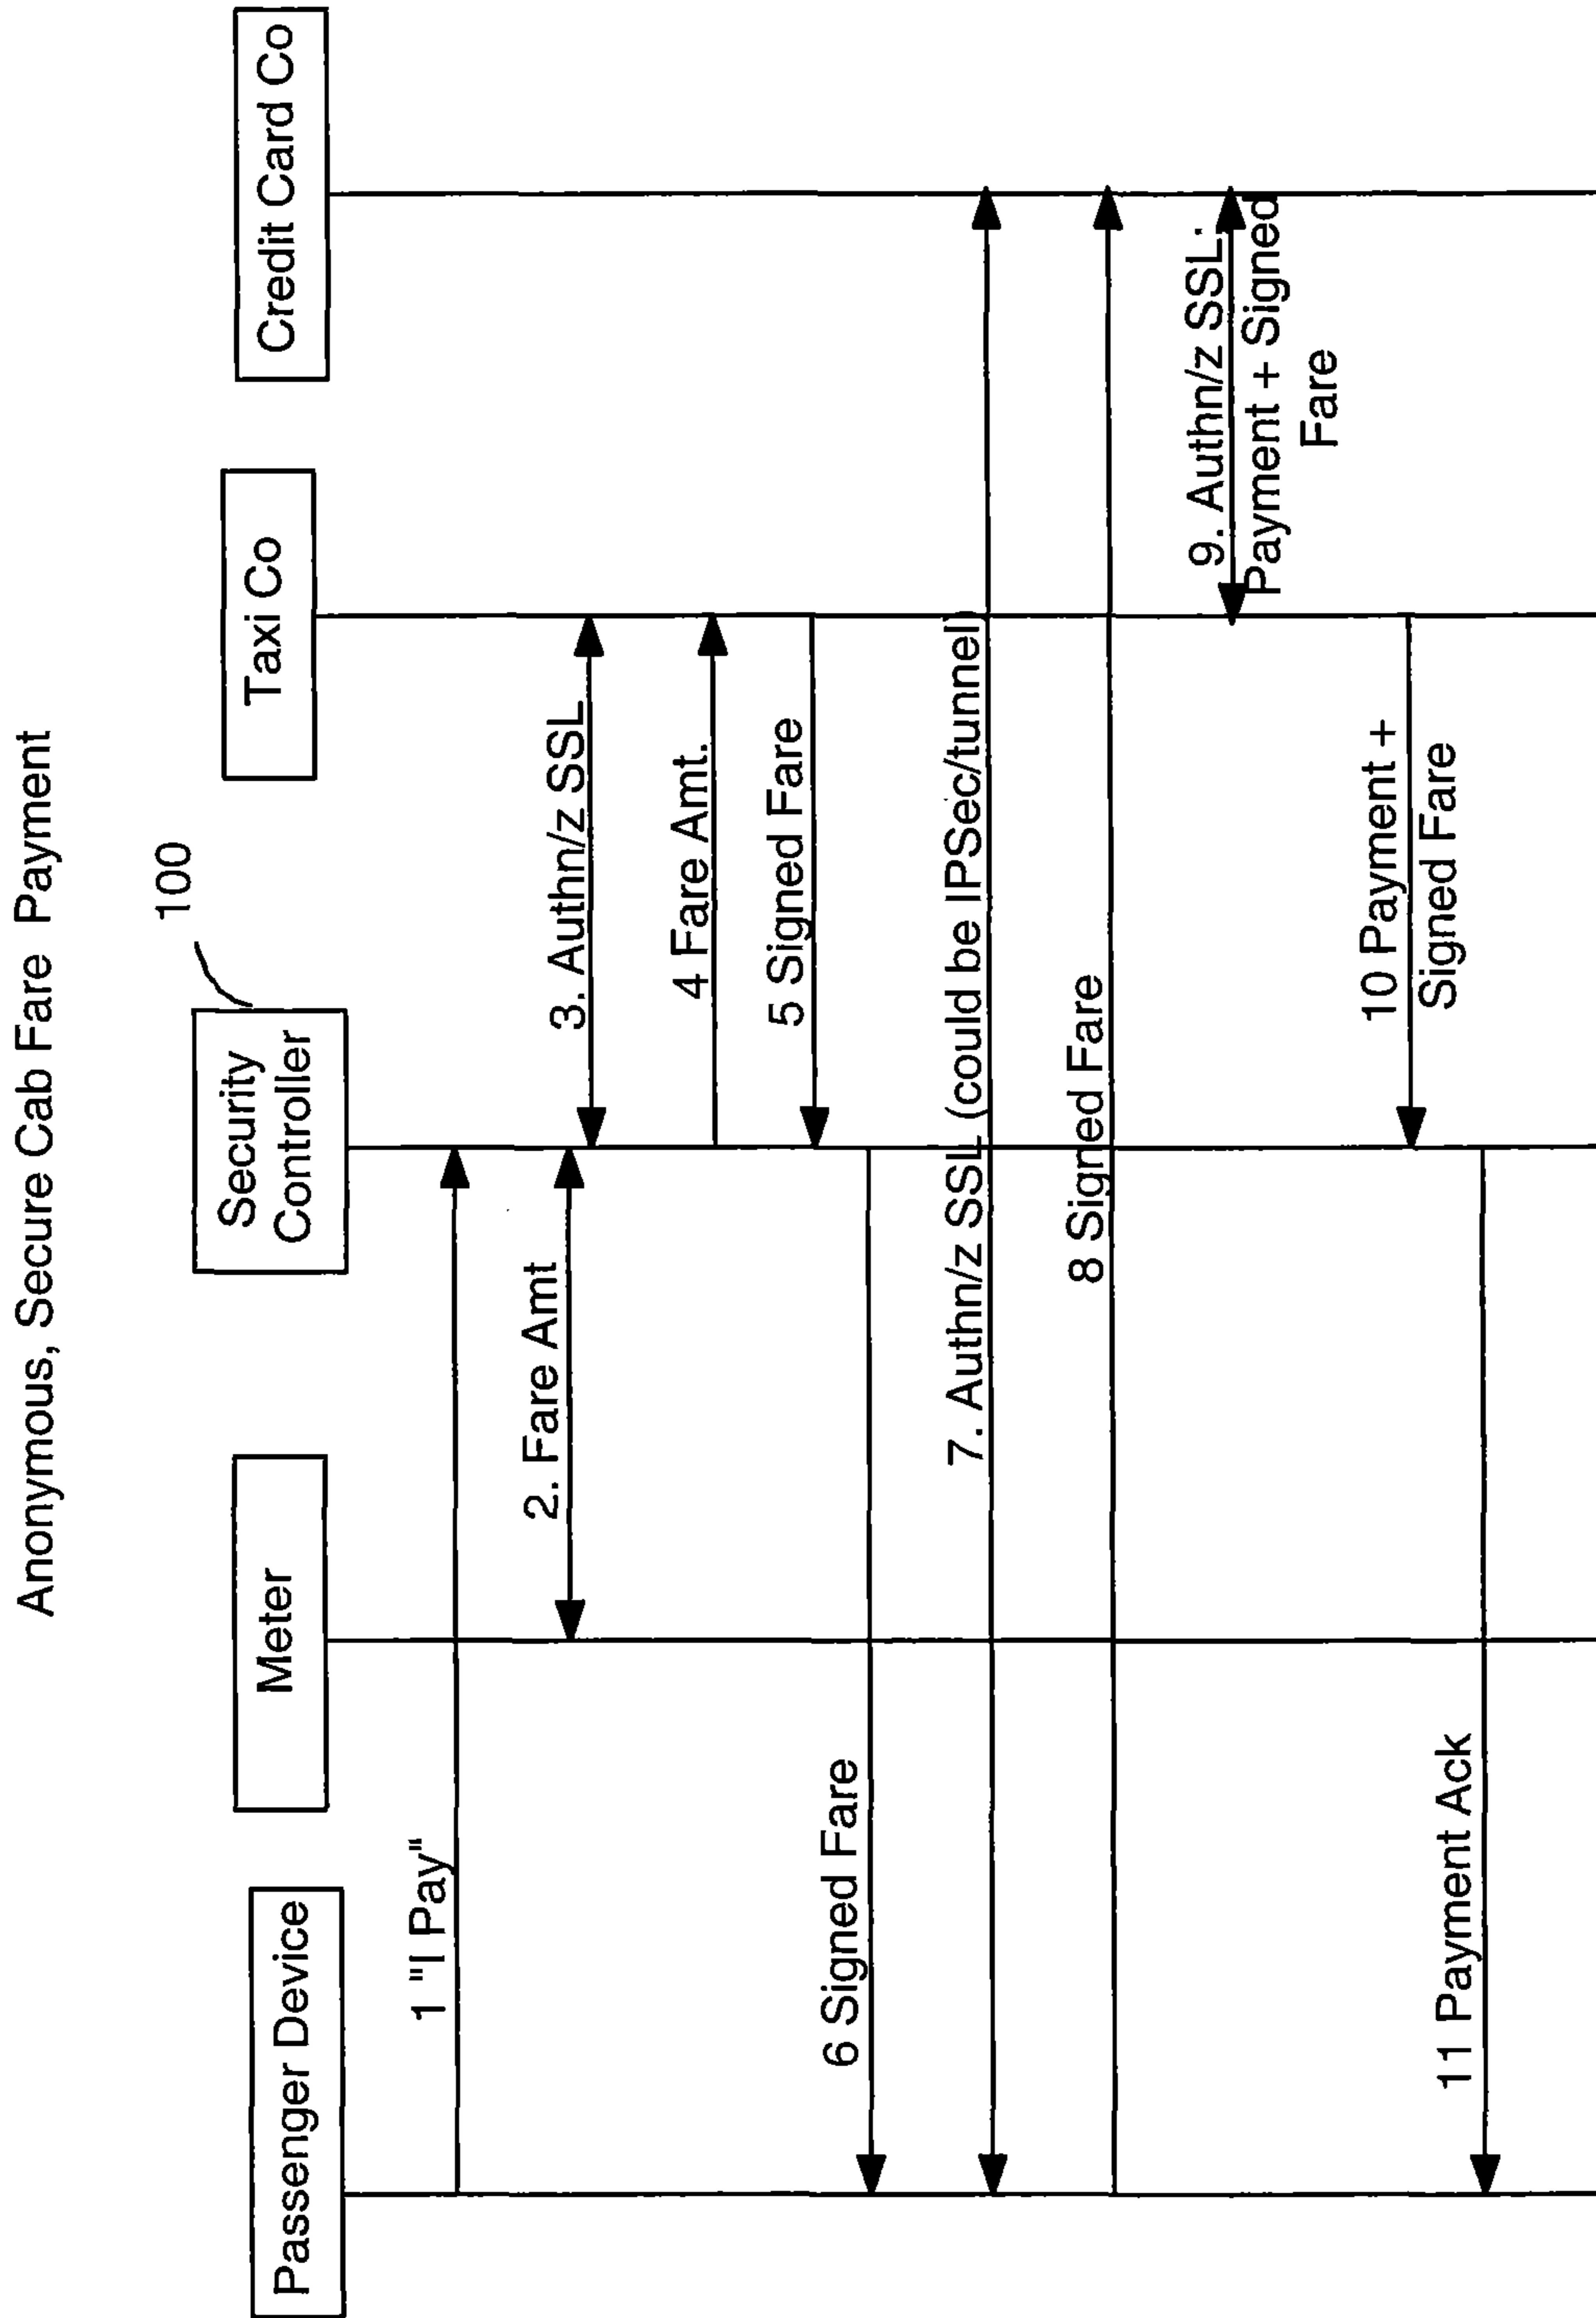 Anonymous, Secure Cab Fare Payment
100
Passenger Device
Meter
Security
Controller
Taxi Co
Credit Card Co
1 "I Pay"
2. Fare Amt
3. Authn/z SSL
4 Fare Amt.
5 Signed Fare
6 Signed Fare
7. Authn/z SSL (could be IPSec/tunnel)
8 Signed Fare
9. Authn/z SSL:
Payment + Signed
Fare
10 Payment +
Signed Fare
11 Payment Ack